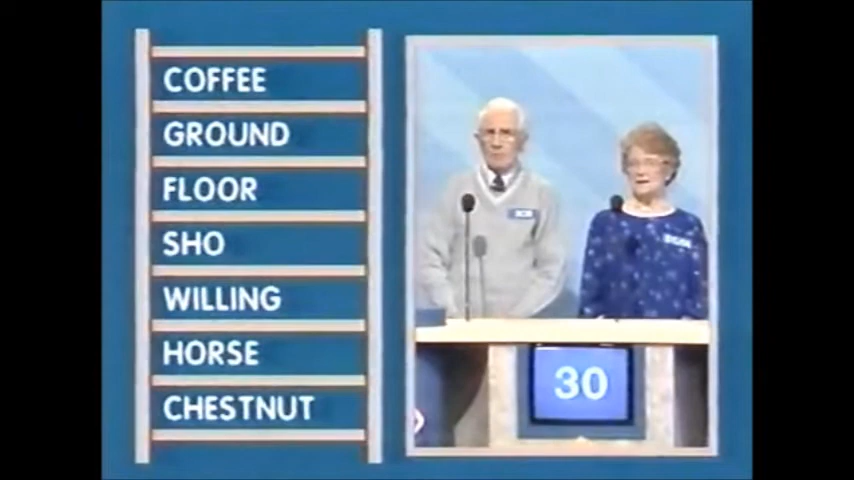 COFFEE
GROUND
FLOOR
SHO
WILLING
HORSE
CHESTNUT
30